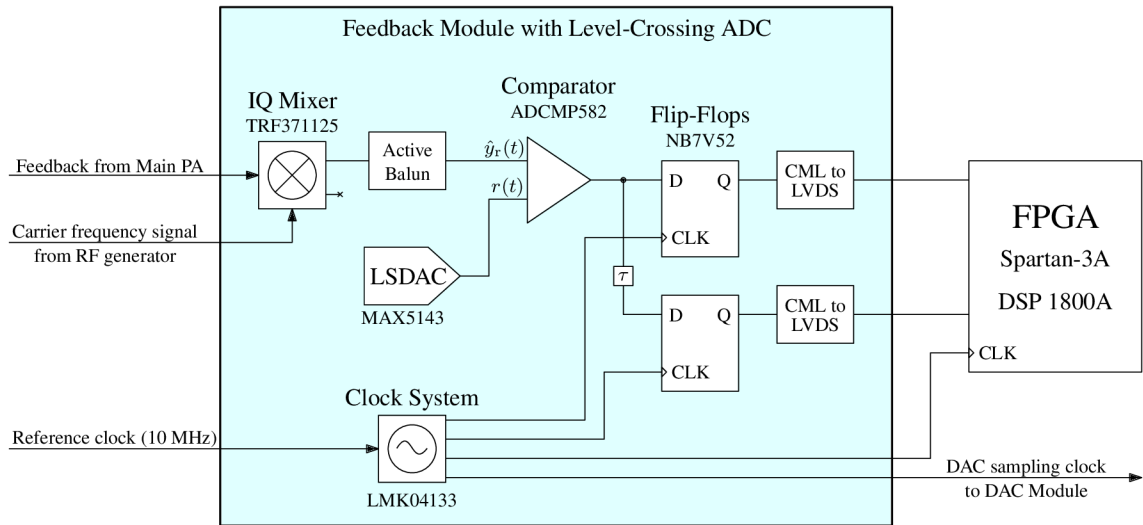 Feedback Module with Level-Crossing ADC
IQ Mixer
TRF371125
Comparator
ADCMP582
Flip-Flops
NB7V52
Feedback from Main PA
Active
Balun
ŷr(t)
r(t)
D
Q
CLK
CML to
LVDS
Carrier frequency signal
from RF generator
LSDAC
MAX5143
τ
D
Q
CLK
CML to
LVDS
FPGA
Spartan-3A
DSP 1800A
CLK
Clock System
Reference clock (10 MHz)
LMK04133
DAC sampling clock
to DAC Module